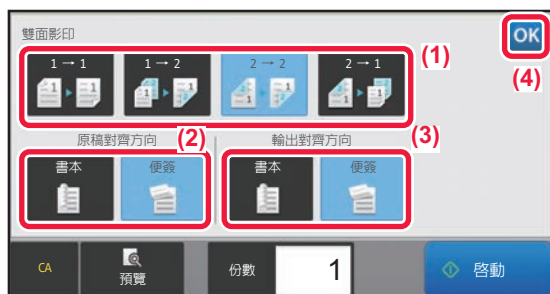 雙面影印
OK
1 → 1
1 → 2
2 → 2
2 → 1
(1)
(4)
原稿對齊方向
(2)
輸出對齊方向
(3)
書本
便簽
書本
便簽
CA
預覽
份數
1
啓動